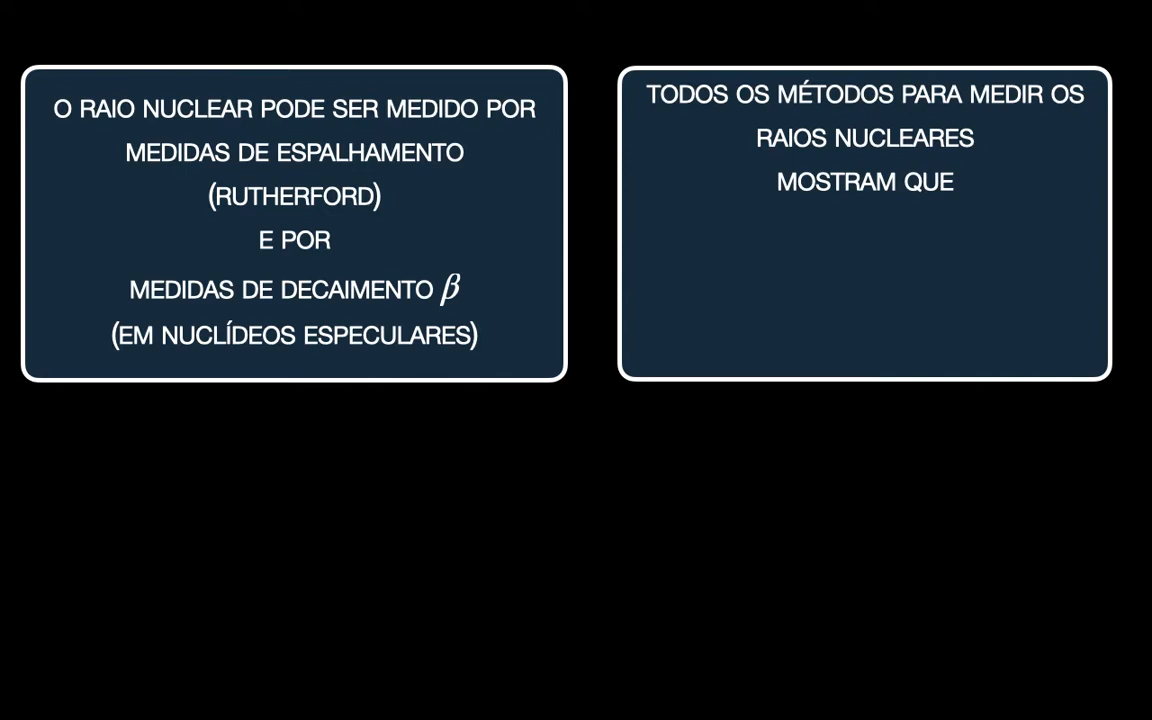 O RAIO NUCLEAR PODE SER MEDIDO POR
MEDIDAS DE ESPALHAMENTO
(RUTHERFORD)
E POR
MEDIDAS DE DECAIMENTO β
(EM NUCLÍDEOS ESPECULARES)
TODOS OS MÉTODOS PARA MEDIR OS
RAIOS NUCLEARES
MOSTRAM QUE